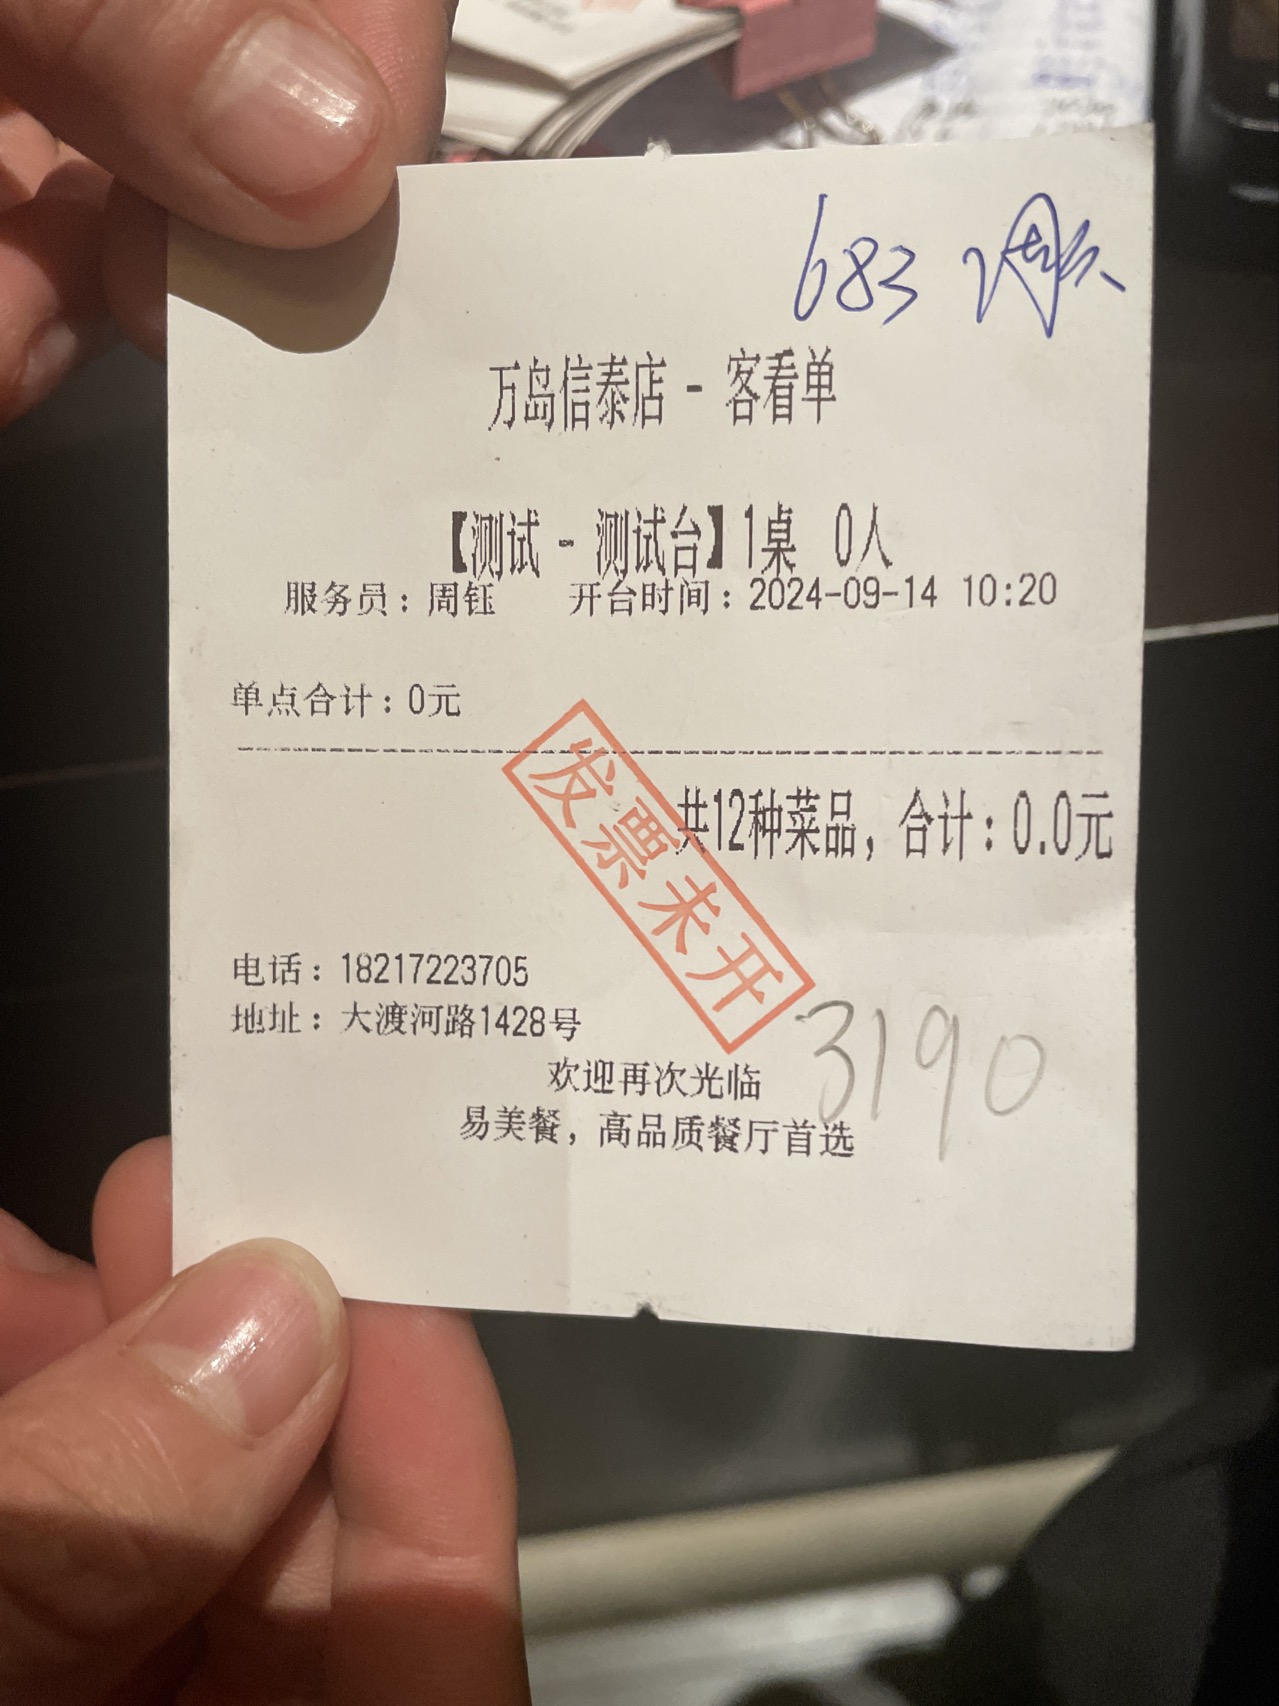 683
万岛信泰店 - 客看单
【测试 - 测试台】1桌 0人
服务员：周钰 开台时间：2024-09-14 10:20
单点合计：0元
共12种菜品，合计：0.0元
发票未开
电话：18217223705
地址：大渡河路1428号
3190
欢迎再次光临
易美餐，高品质餐厅首选